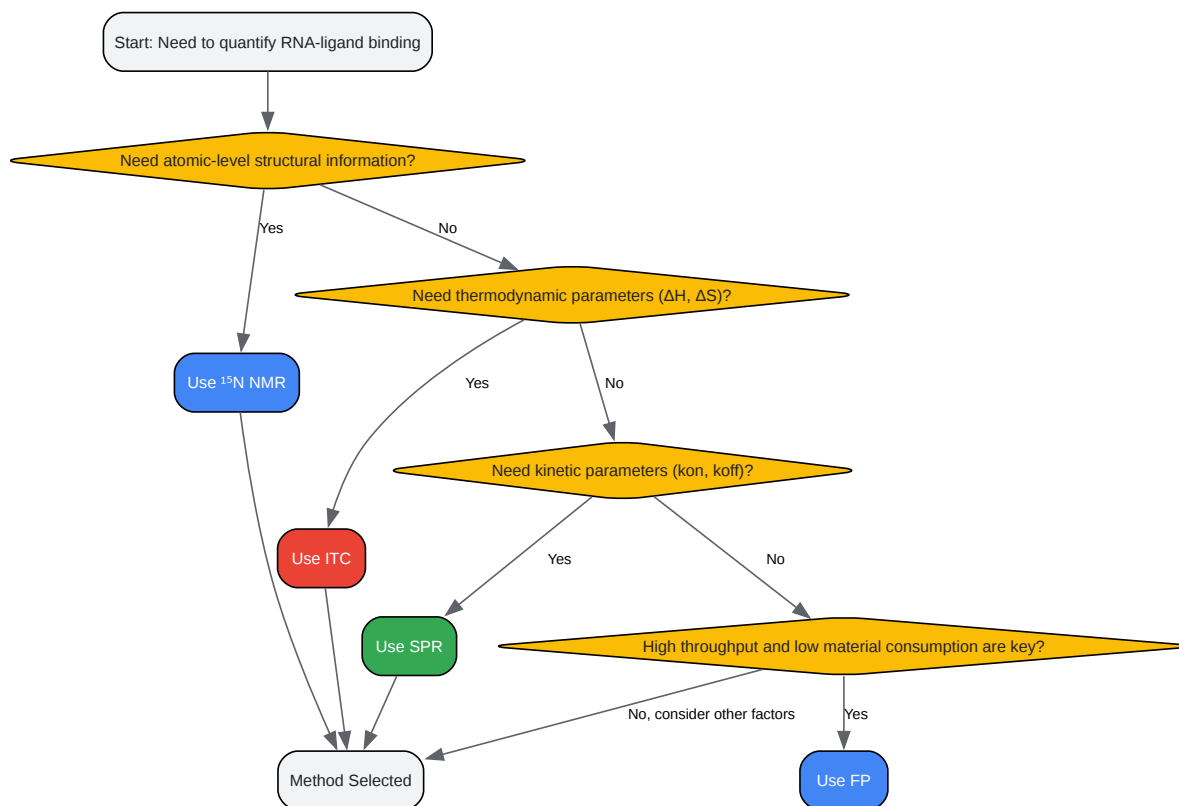 Start: Need to quantify RNA-ligand binding
Need atomic-level structural information?
Yes
No
Need thermodynamic parameters (ΔH, ΔS)?
Use ¹⁵N NMR
Yes
No
Need kinetic parameters (kon, koff)?
Use ITC
Yes
No
Use SPR
High throughput and low material consumption are key?
No, consider other factors
Yes
Method Selected
Use FP